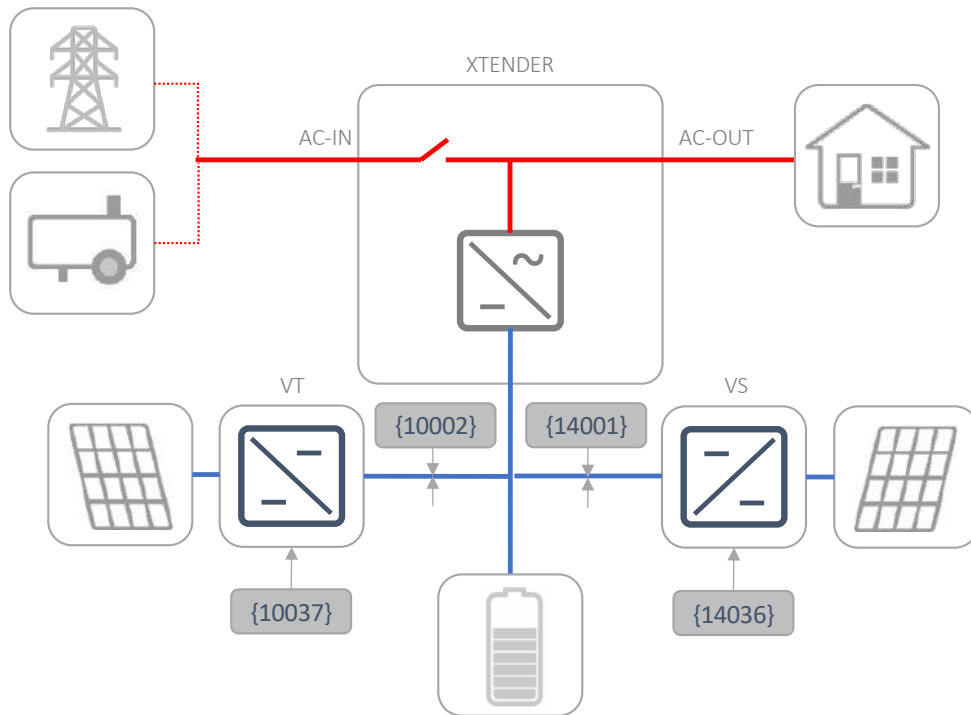 XTENDER
AC-IN
AC-OUT
VT
VS
{10002}
{14001}
{10037}
{14036}